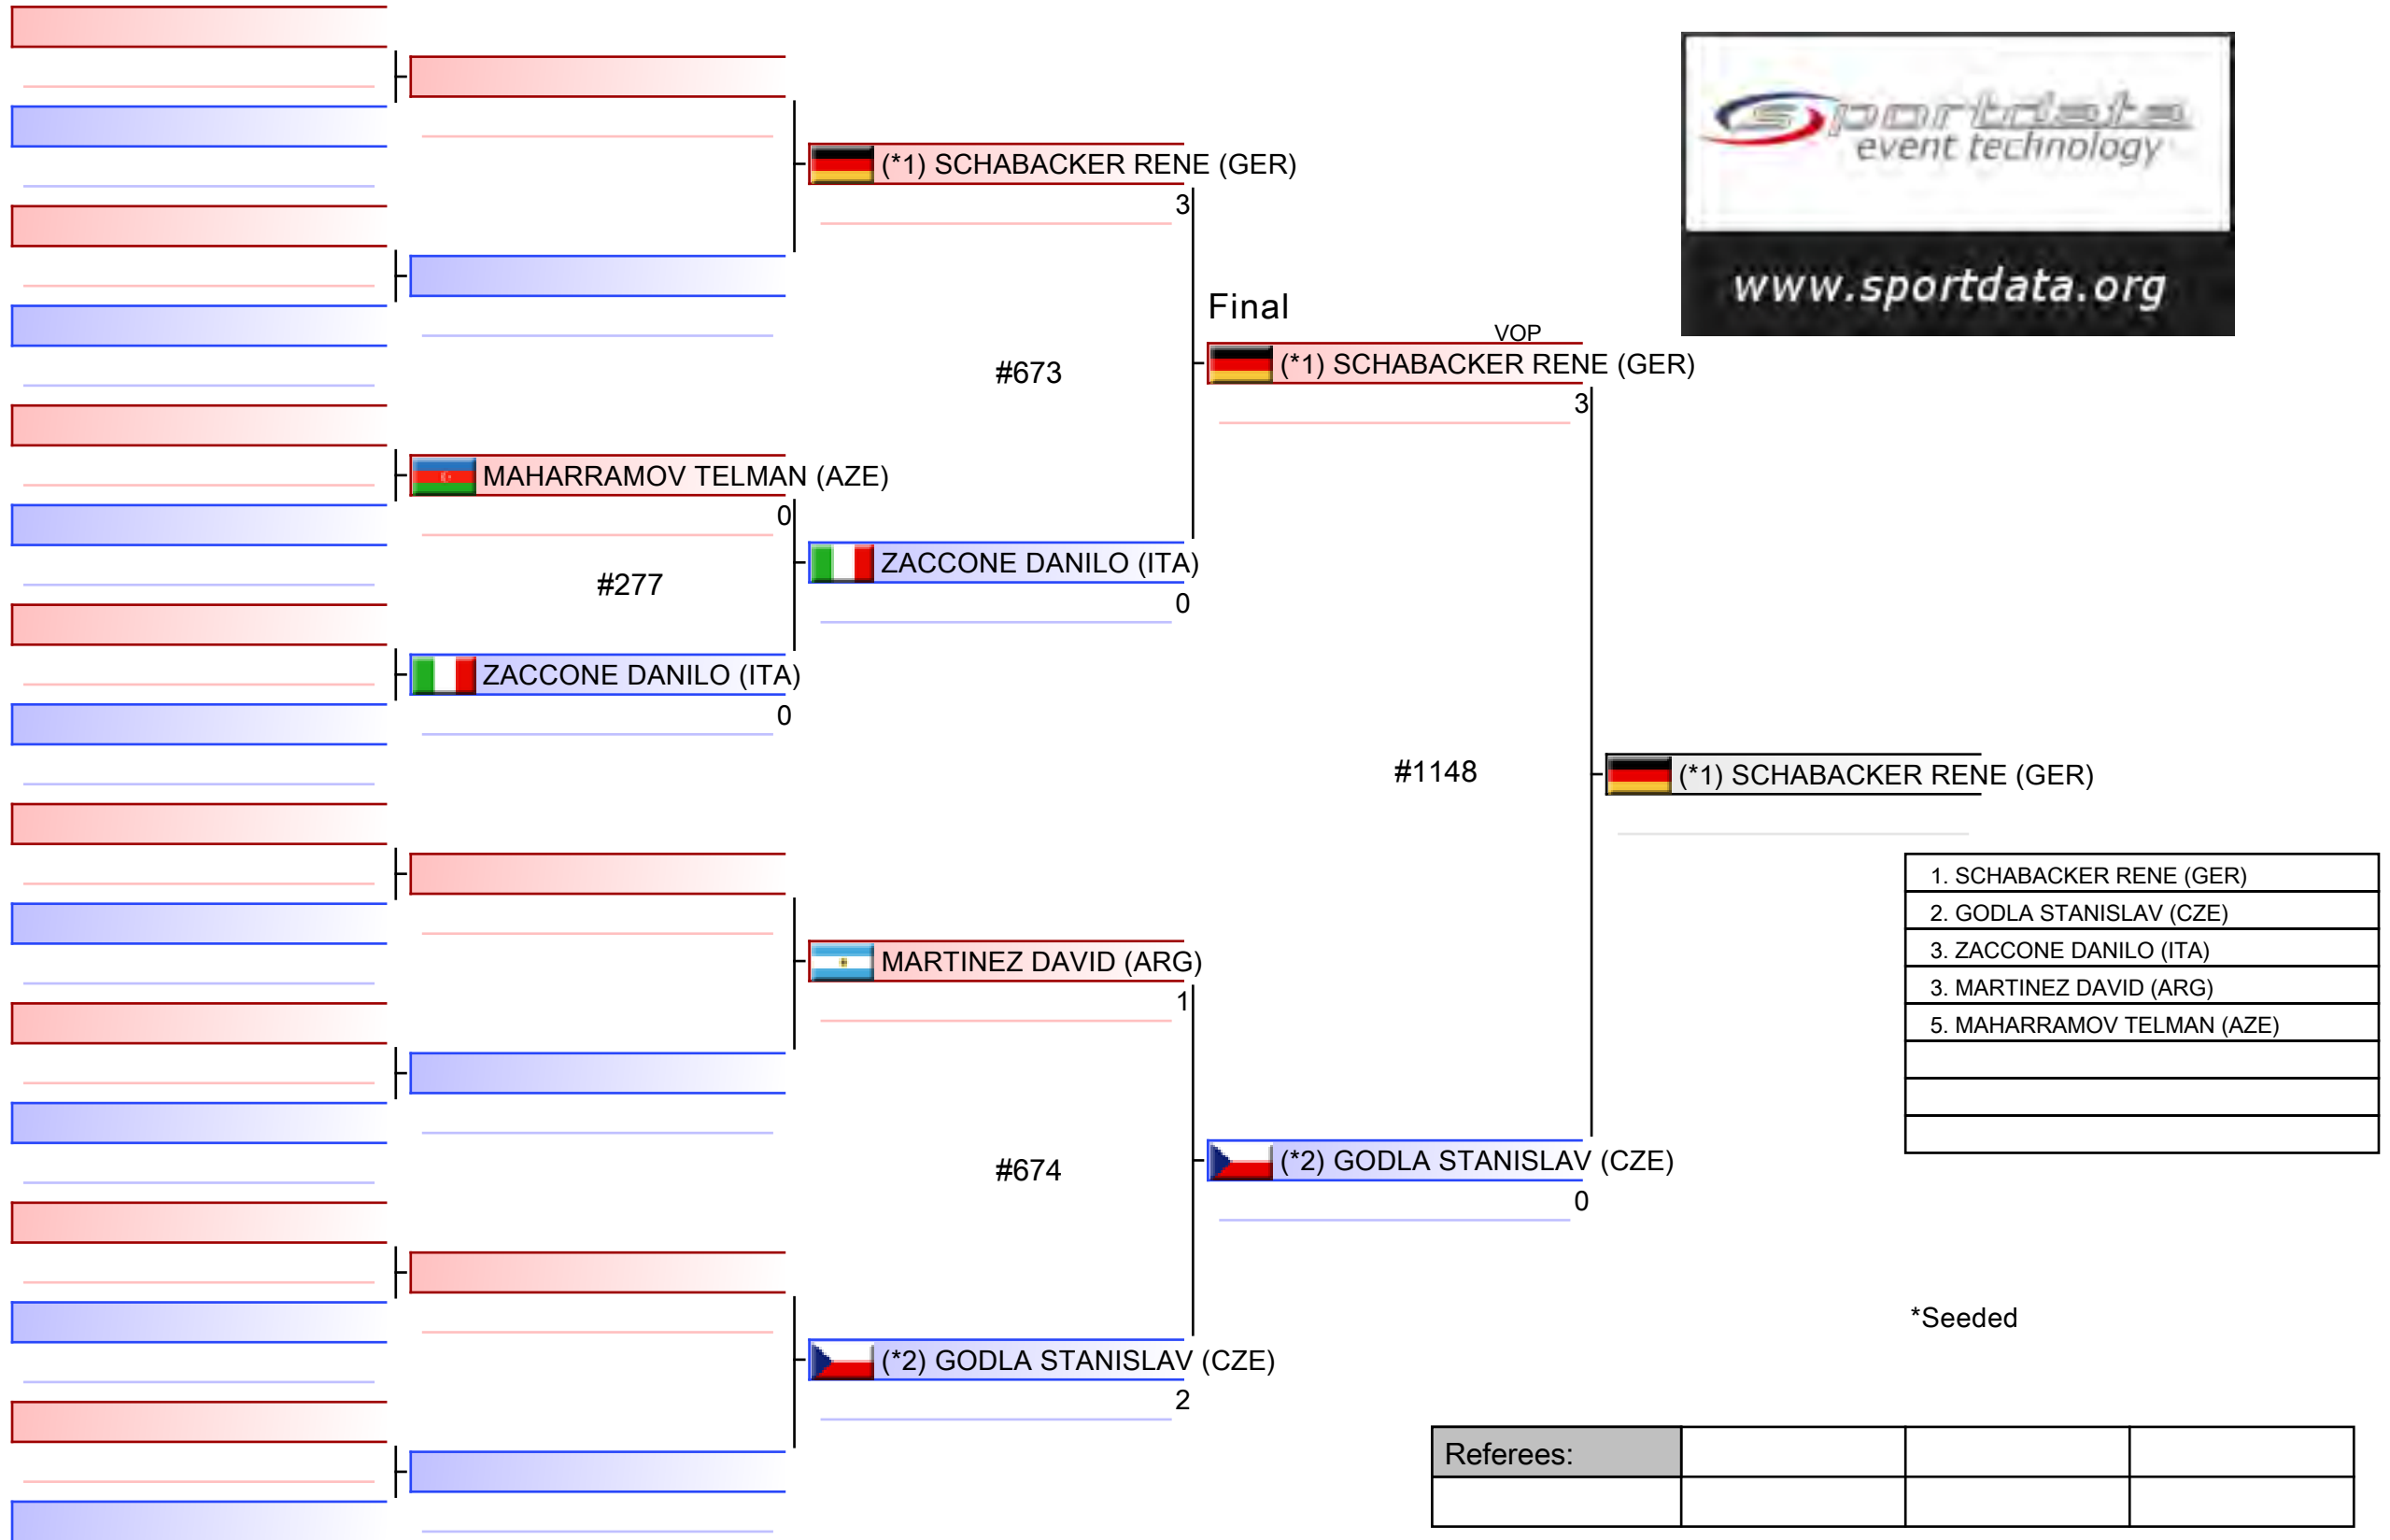 sportdata
event technology
www.sportdata.org
(*1) SCHABACKER RENE (GER)
3
Final
VOP
(*1) SCHABACKER RENE (GER)
3
#673
MAHARRAMOV TELMAN (AZE)
0
#277
ZACCONE DANILO (ITA)
0
ZACCONE DANILO (ITA)
0
#1148
(*1) SCHABACKER RENE (GER)
1. SCHABACKER RENE (GER)
2. GODLA STANISLAV (CZE)
3. ZACCONE DANILO (ITA)
3. MARTINEZ DAVID (ARG)
5. MAHARRAMOV TELMAN (AZE)
MARTINEZ DAVID (ARG)
1
#674
(*2) GODLA STANISLAV (CZE)
0
(*2) GODLA STANISLAV (CZE)
2
*Seeded
Referees: